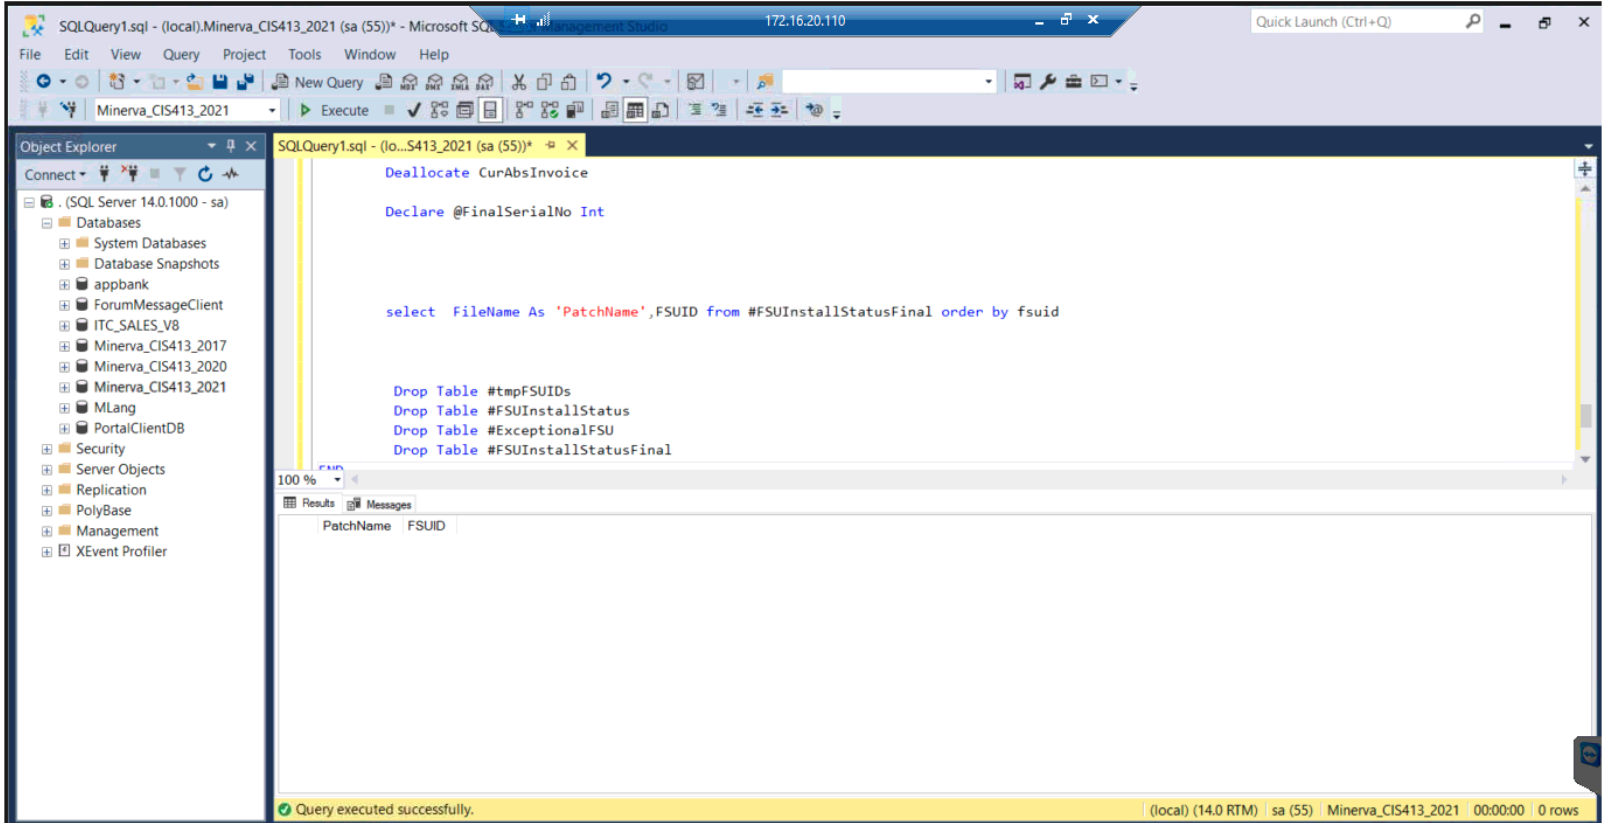 SQLQuery1.sql - (local).Minerva_CIS413_2021 (sa (55))* - Microsoft SQL Server Management Studio
172.16.20.110
Quick Launch (Ctrl+Q)
File Edit View Query Project Tools Window Help
New Query
MDX DMX XMLA DAX
Minerva_CIS413_2021 Execute
Object Explorer
SQLQuery1.sql - (lo...S413_2021 (sa (55))*
Connect
. (SQL Server 14.0.1000 - sa)
Databases
System Databases
Database Snapshots
appbank
ForumMessageClient
ITC_SALES_V8
Minerva_CIS413_2017
Minerva_CIS413_2020
Minerva_CIS413_2021
MLang
PortalClientDB
Security
Server Objects
Replication
PolyBase
Management
XEvent Profiler
Deallocate CurAbsInvoice
Declare @FinalSerialNo Int
select FileName As 'PatchName',FSUID from #FSUInstallStatusFinal order by fsuid
Drop Table #tmpFSUIDs
Drop Table #FSUInstallStatus
Drop Table #ExceptionalFSU
Drop Table #FSUInstallStatusFinal
END
100 %
Results Messages
PatchName FSUID
Query executed successfully.
(local) (14.0 RTM) sa (55) Minerva_CIS413_2021 00:00:00 0 rows